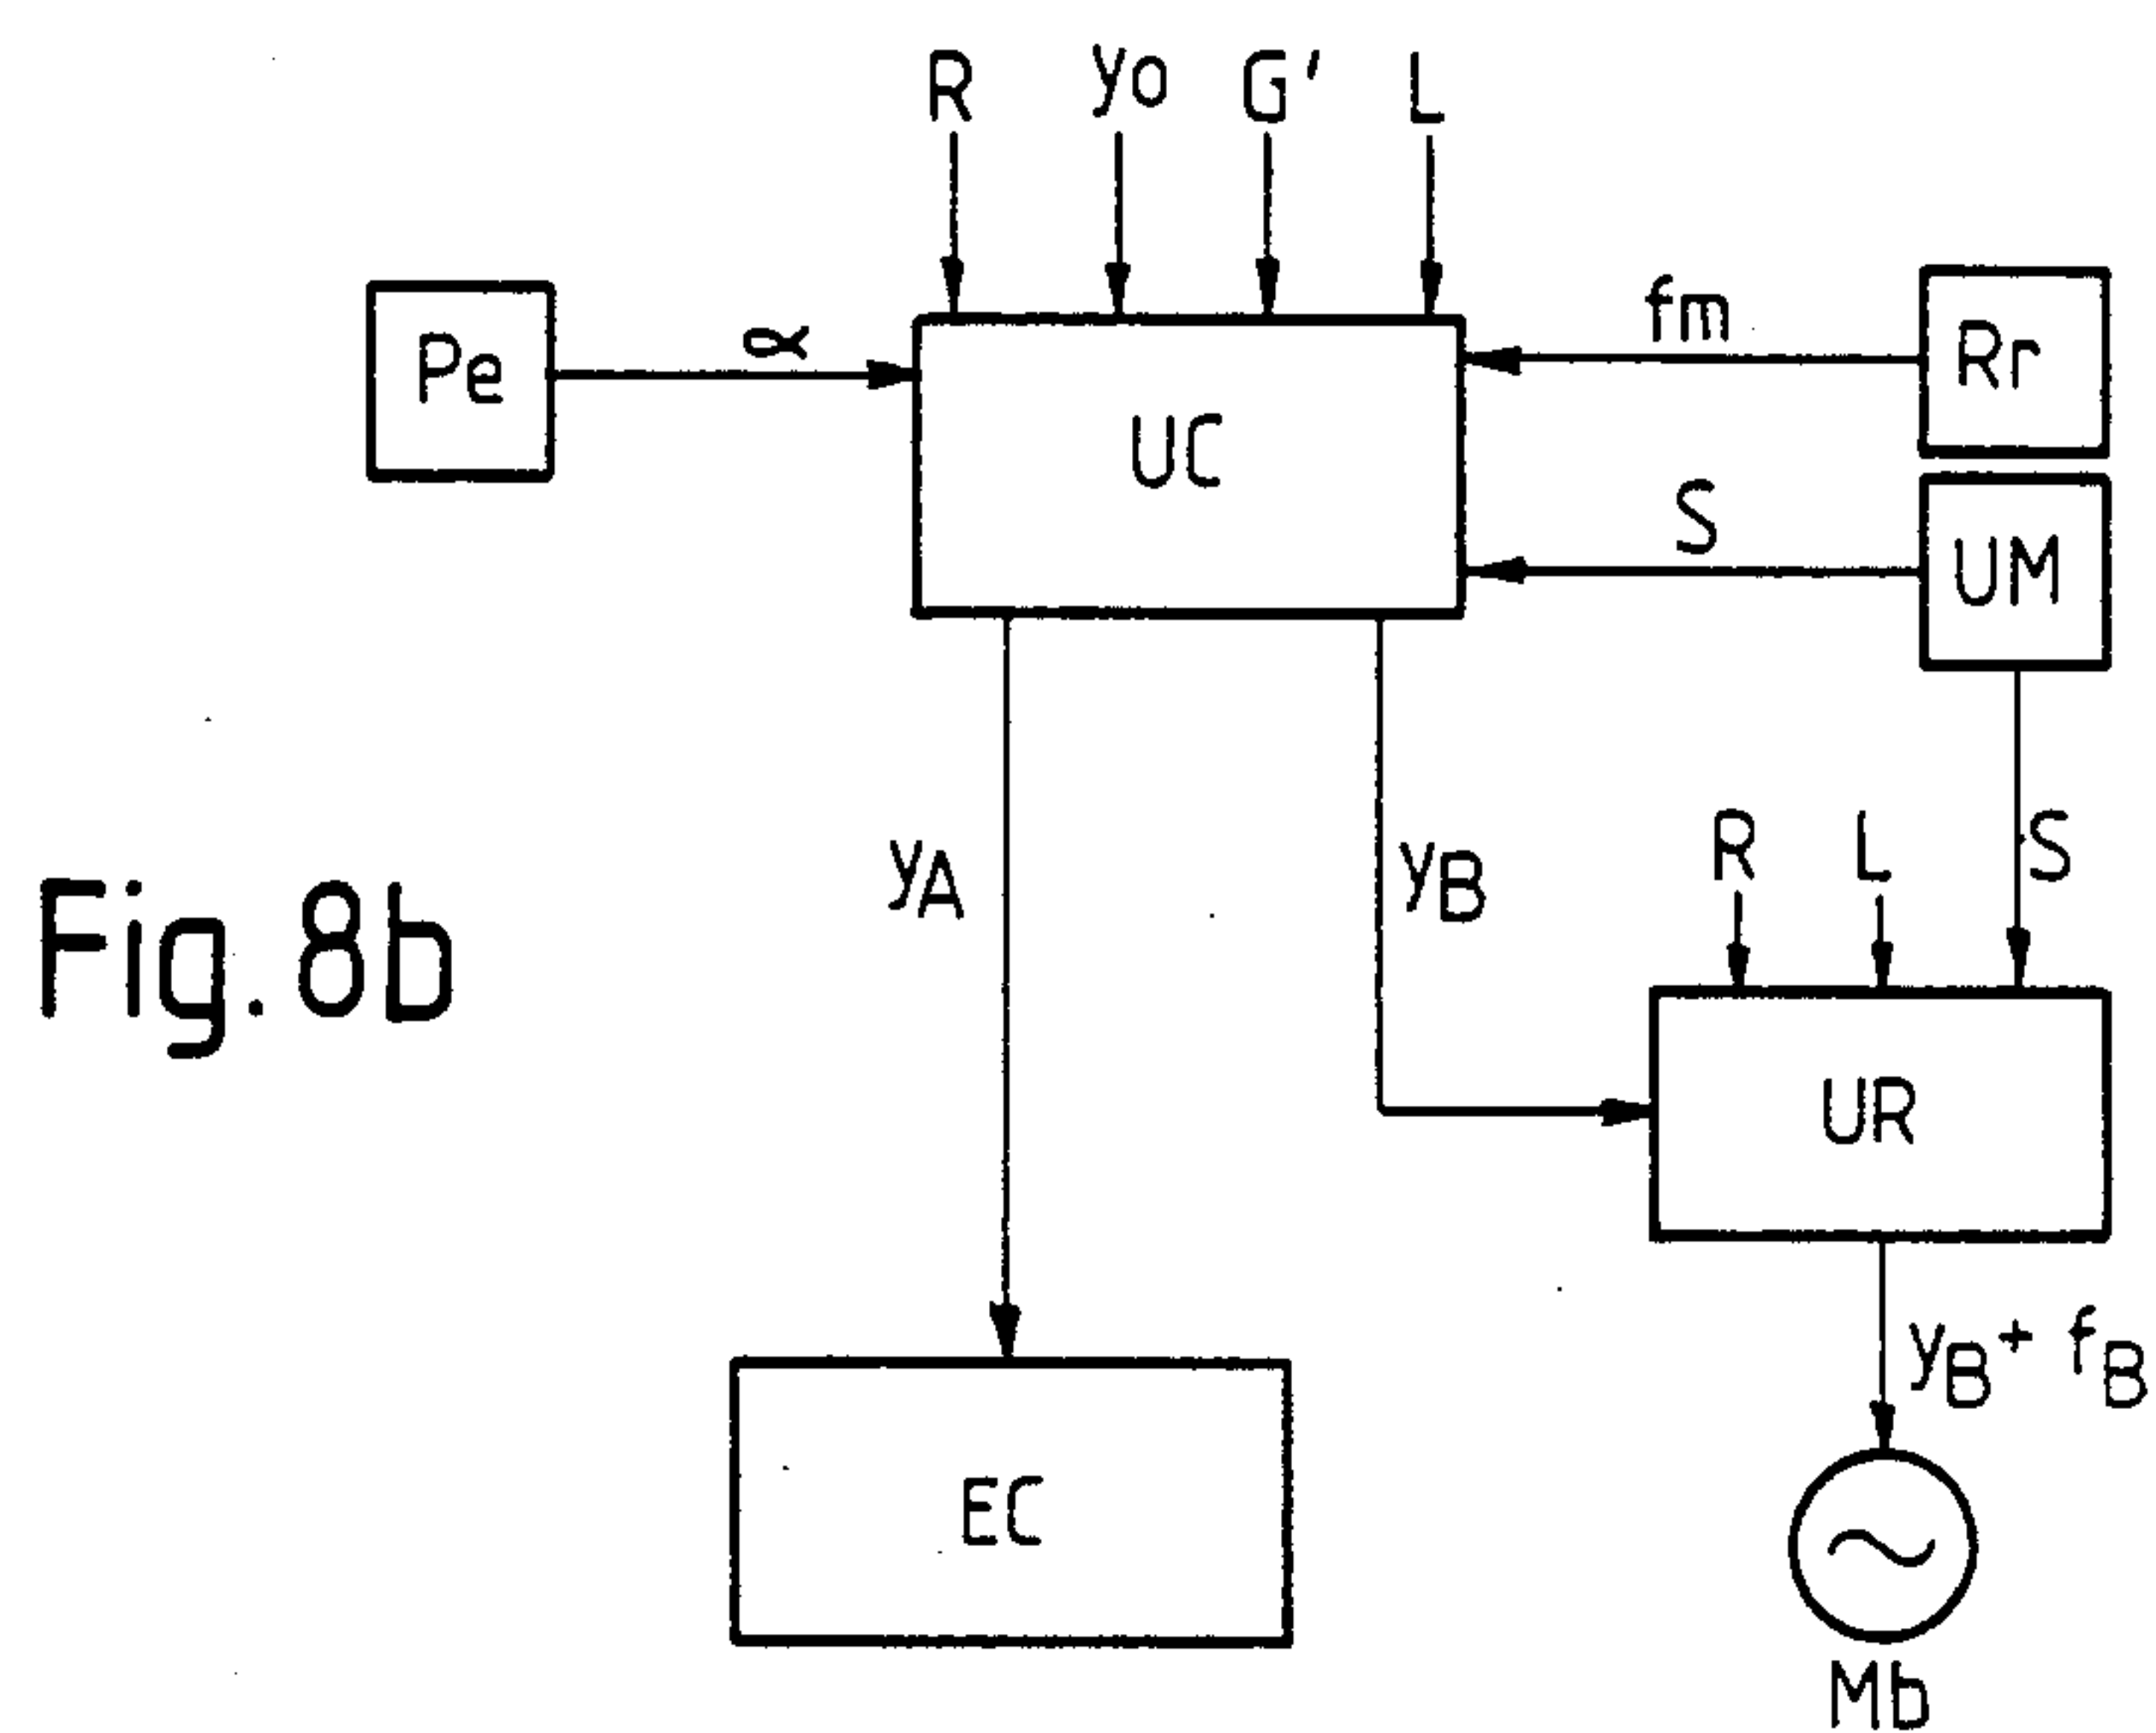 R yo G' L
Pe
α
UC
fm
Rr
S
UM
yA
yB
R L S
Fig. 8b
UR
yB + fB
EC
Mb